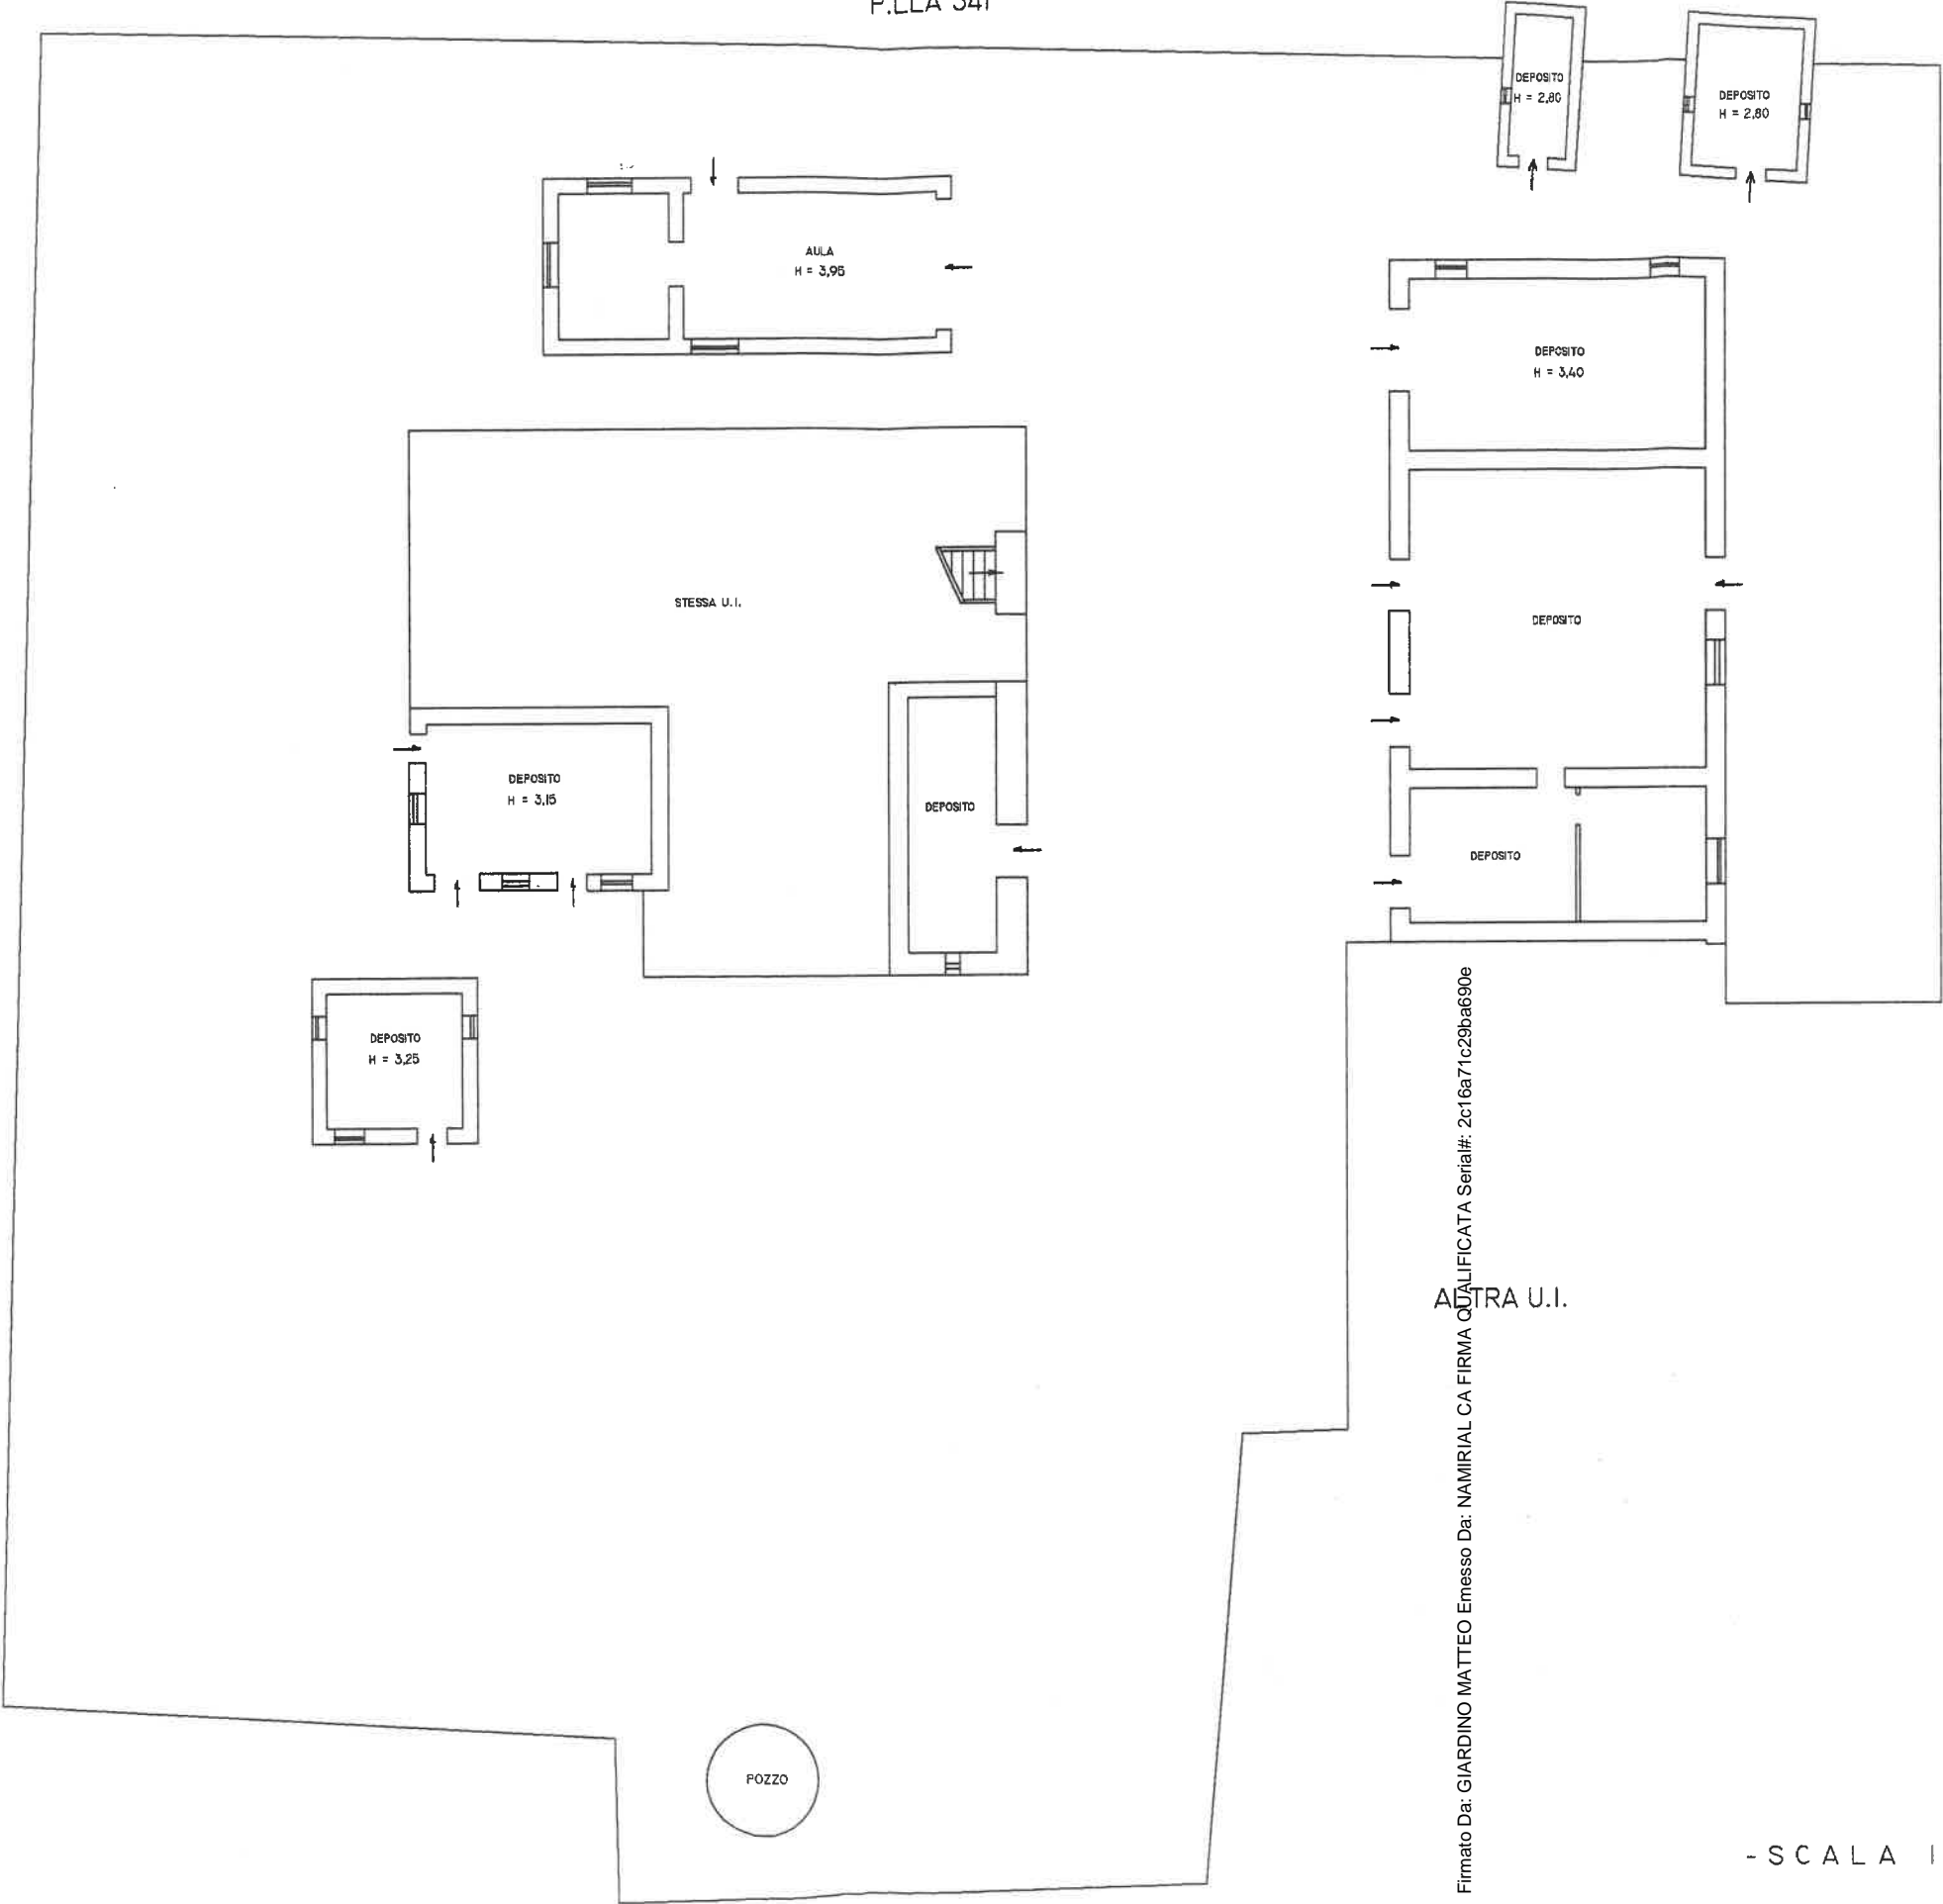 P.LLA 341
DEPOSITO
H = 2,80
DEPOSITO
H = 2,80
AULA
H = 3,95
DEPOSITO
H = 3,40
STESSA U.I.
DEPOSITO
DEPOSITO
H = 3,15
DEPOSITO
DEPOSITO
DEPOSITO
H = 3,25
ALTRA U.I.
Firmato Da: GIARDINO MATTEO Emesso Da: NAMIRIAL CA FIRMA QUALIFICATA Serial#: 2c16a71c29ba690e
POZZO
- SCALA 1